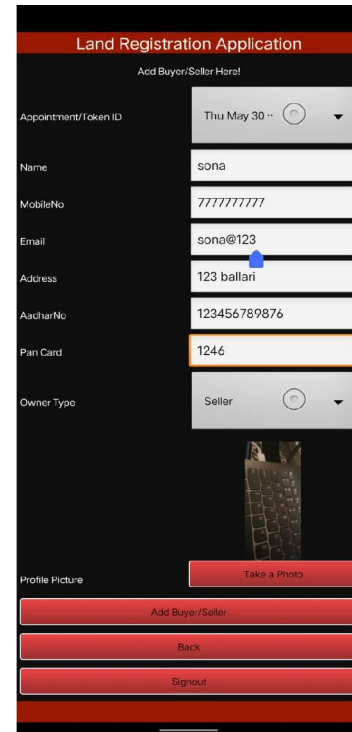 Land Registration Application
Add Buyer/Seller Here!
Appointment/Token ID Thu May 30 ··
Name sona
MobileNo 7777777777
Email sona@123
Address 123 ballari
AadharNo 123456789876
Pan Card 1246
Owner Type Seller
Profile Picture Take a Photo
Add Buyer/Seller
Back
Signout